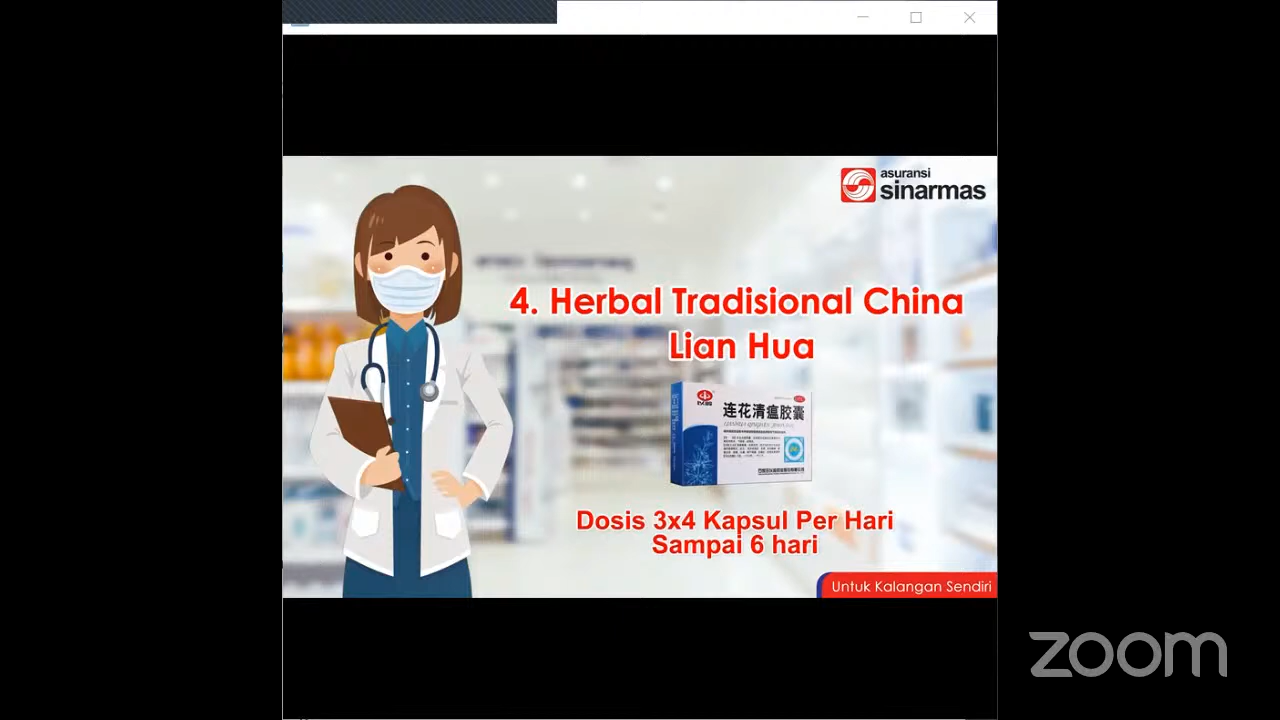 asuransi
sinarmas
4. Herbal Tradisional China
Lian Hua
连花清瘟胶囊
Dosis 3x4 Kapsul Per Hari
Sampai 6 hari
Untuk Kalangan Sendiri
zoom